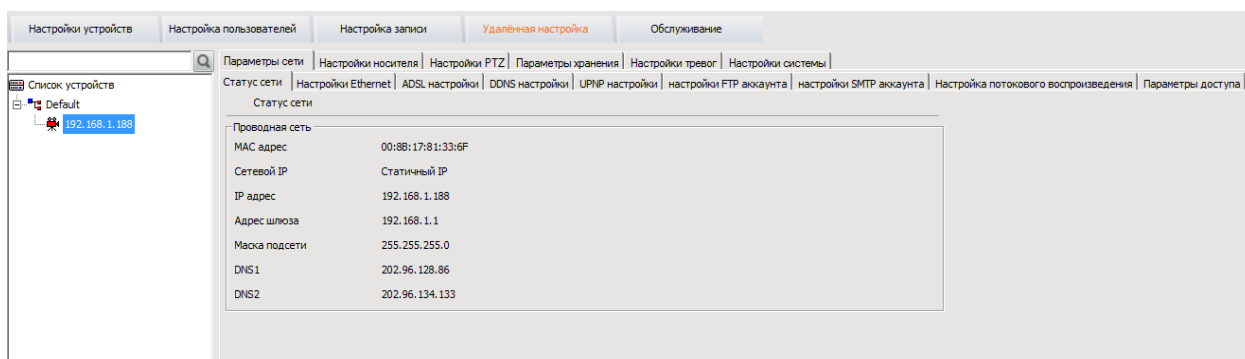 Настройки устройств Настройка пользователей Настройка записи Удалённая настройка Обслуживание
Параметры сети Настройки носителя Настройки PTZ Параметры хранения Настройки тревог Настройки системы
Список устройств
Default
192.168.1.188
Статус сети Настройки Ethernet ADSL настройки DDNS настройки UPNP настройки настройки FTP аккаунта настройки SMTP аккаунта Настройка потокового воспроизведения Параметры доступа
Статус сети
Проводная сеть
MAC адрес 00:8B:17:81:33:6F
Сетевой IP Статичный IP
IP адрес 192.168.1.188
Адрес шлюза 192.168.1.1
Маска подсети 255.255.255.0
DNS1 202.96.128.86
DNS2 202.96.134.133